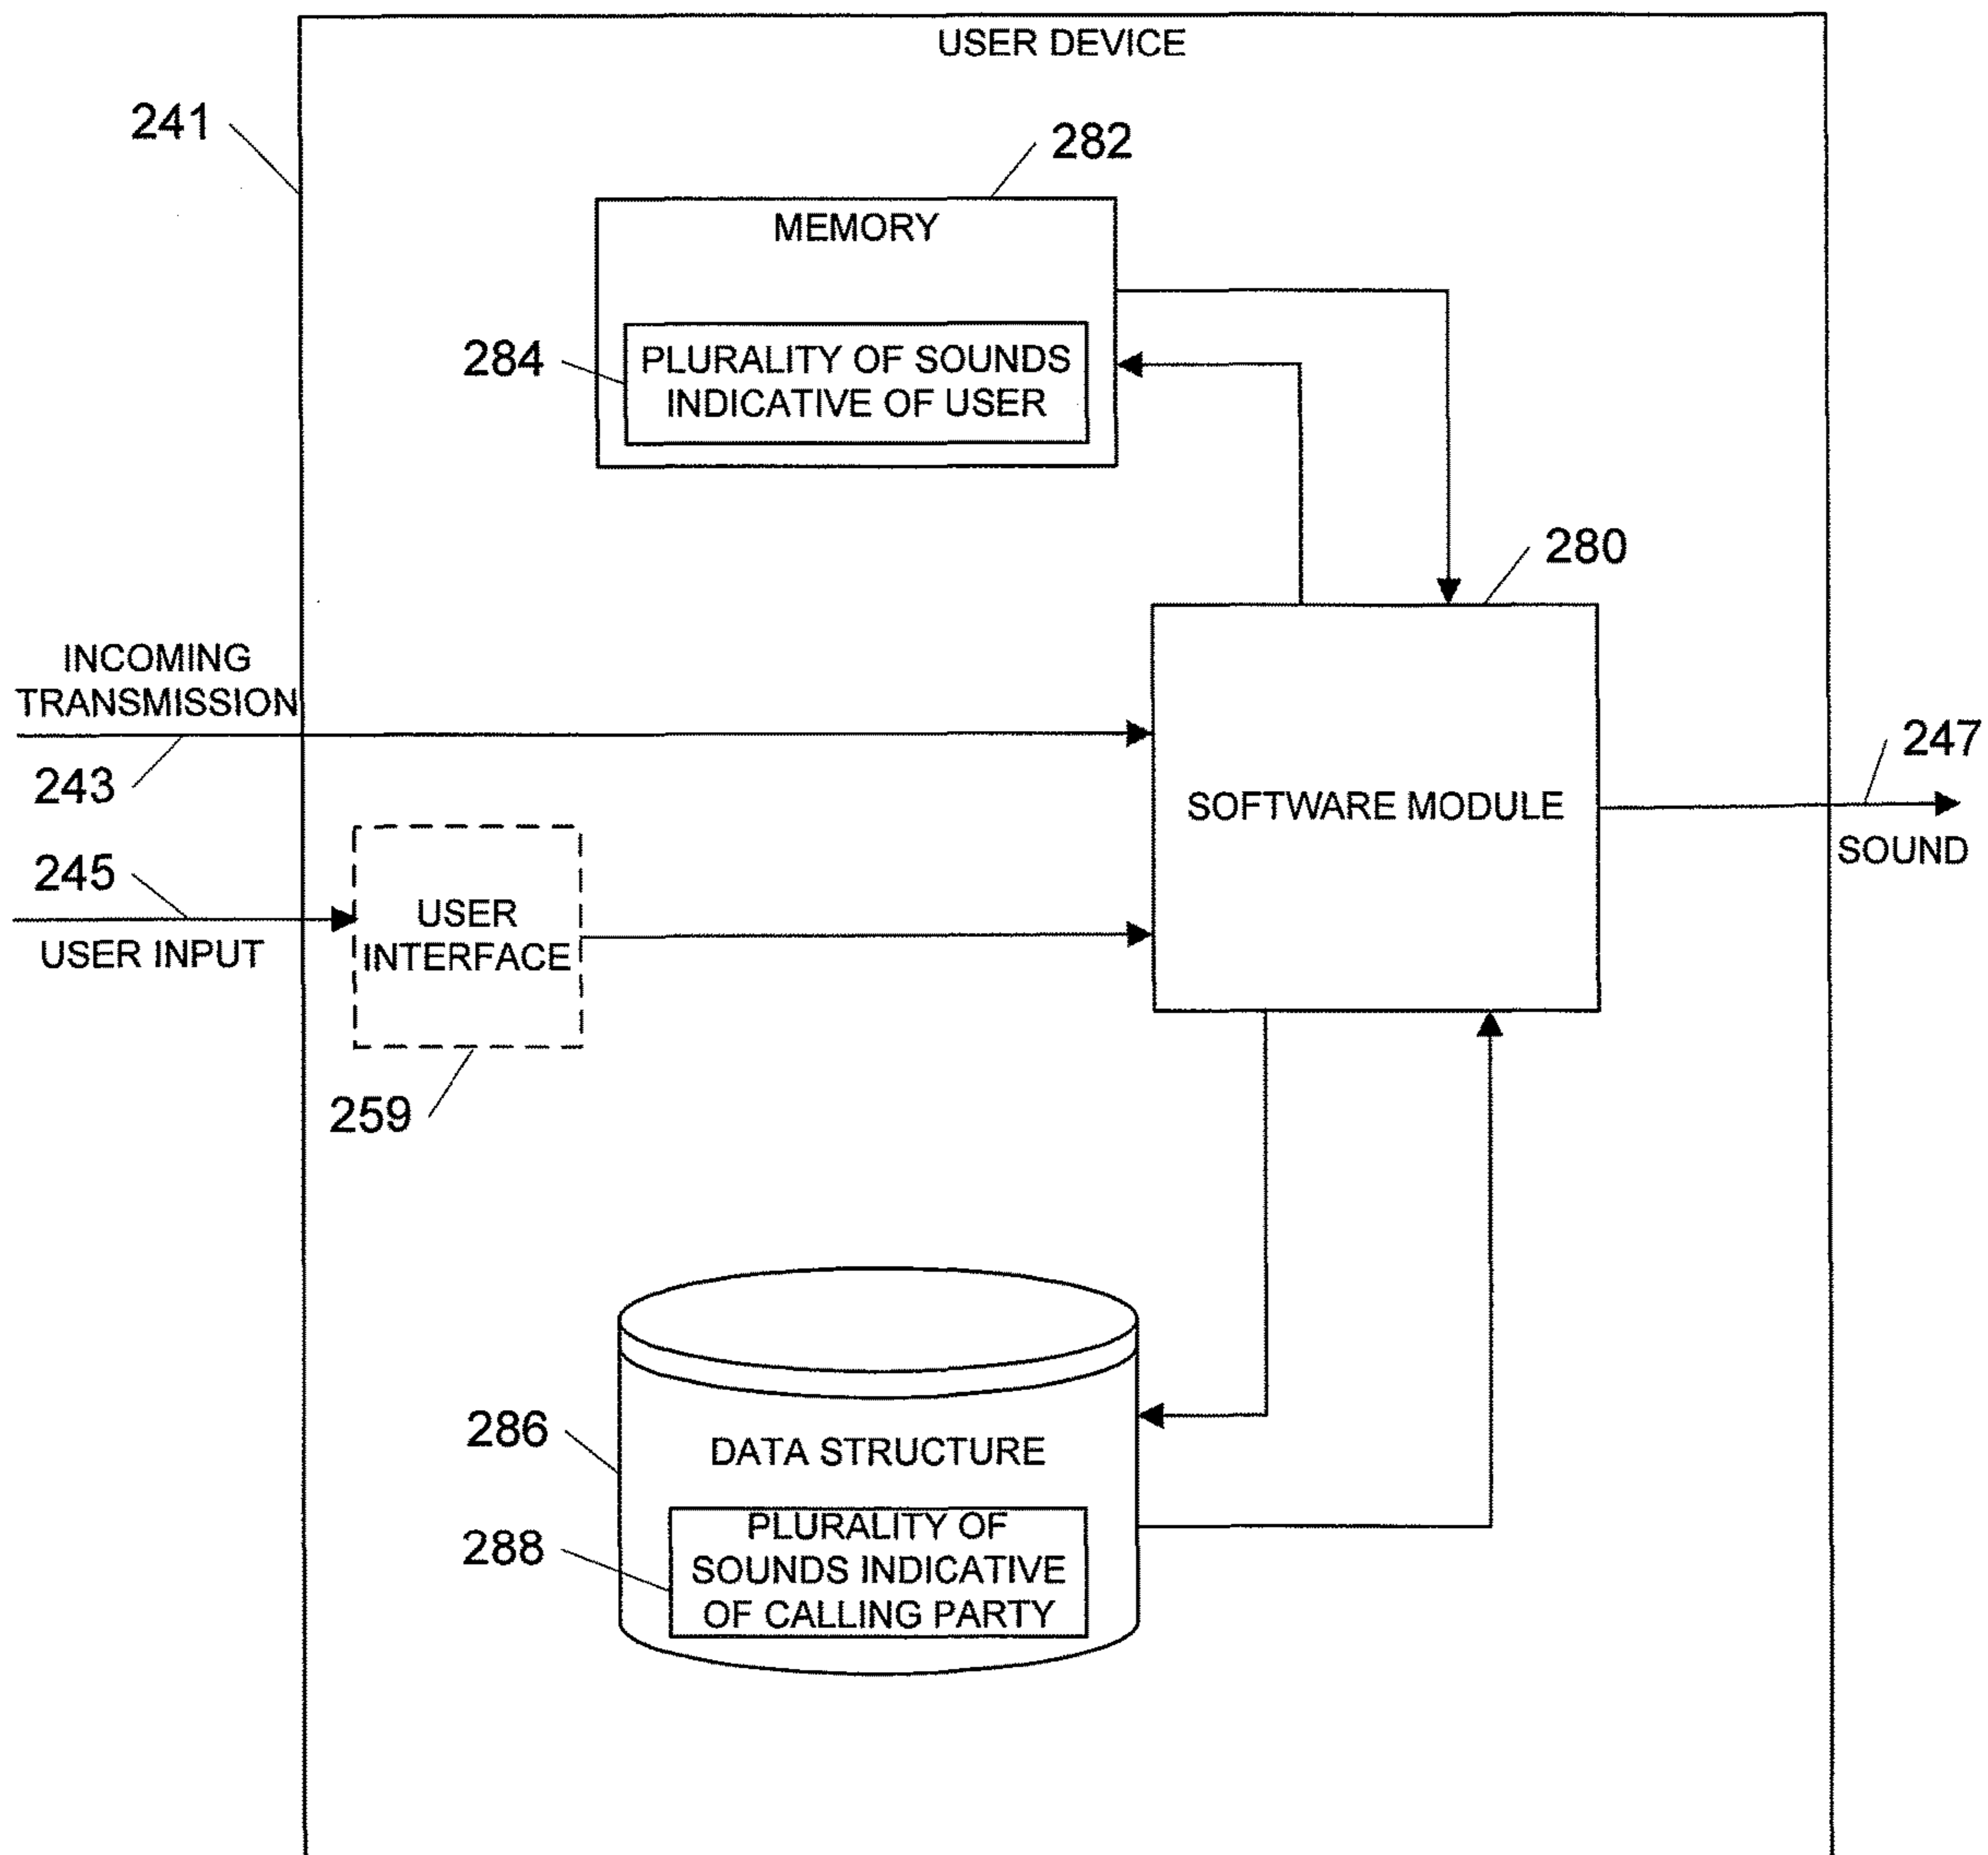 USER DEVICE
241
282
MEMORY
284
PLURALITY OF SOUNDS
INDICATIVE OF USER
280
INCOMING
TRANSMISSION
243
SOFTWARE MODULE
247
SOUND
245
USER INPUT
USER
INTERFACE
259
286
DATA STRUCTURE
288
PLURALITY OF
SOUNDS INDICATIVE
OF CALLING PARTY